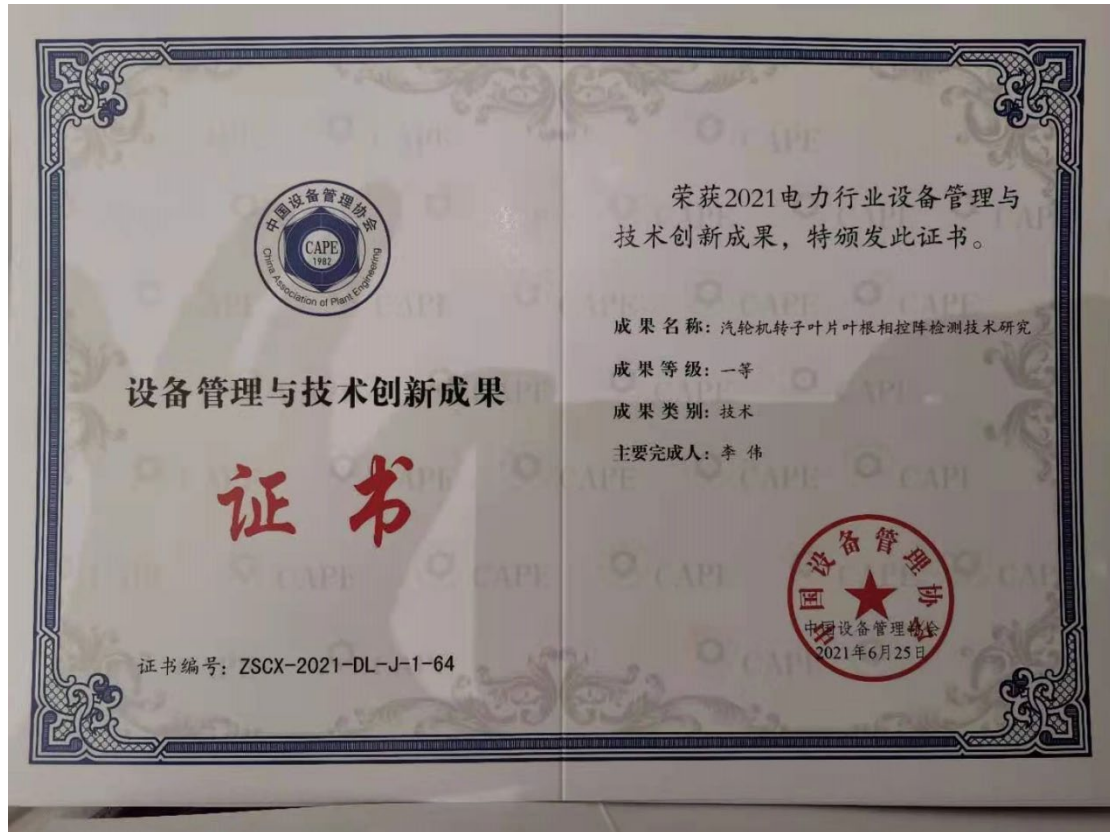 中国设备管理协会
CAPE
1982
China Association of Plant Engineering
设备管理与技术创新成果
证 书
证书编号：ZSCX-2021-DL-J-1-64
荣获2021电力行业设备管理与
技术创新成果，特颁发此证书。
成果名称：汽轮机转子叶片叶根相控阵检测技术研究
成果等级：一等
成果类别：技术
主要完成人：李 伟
中国设备管理协会
中国设备管理协会
2021年6月25日